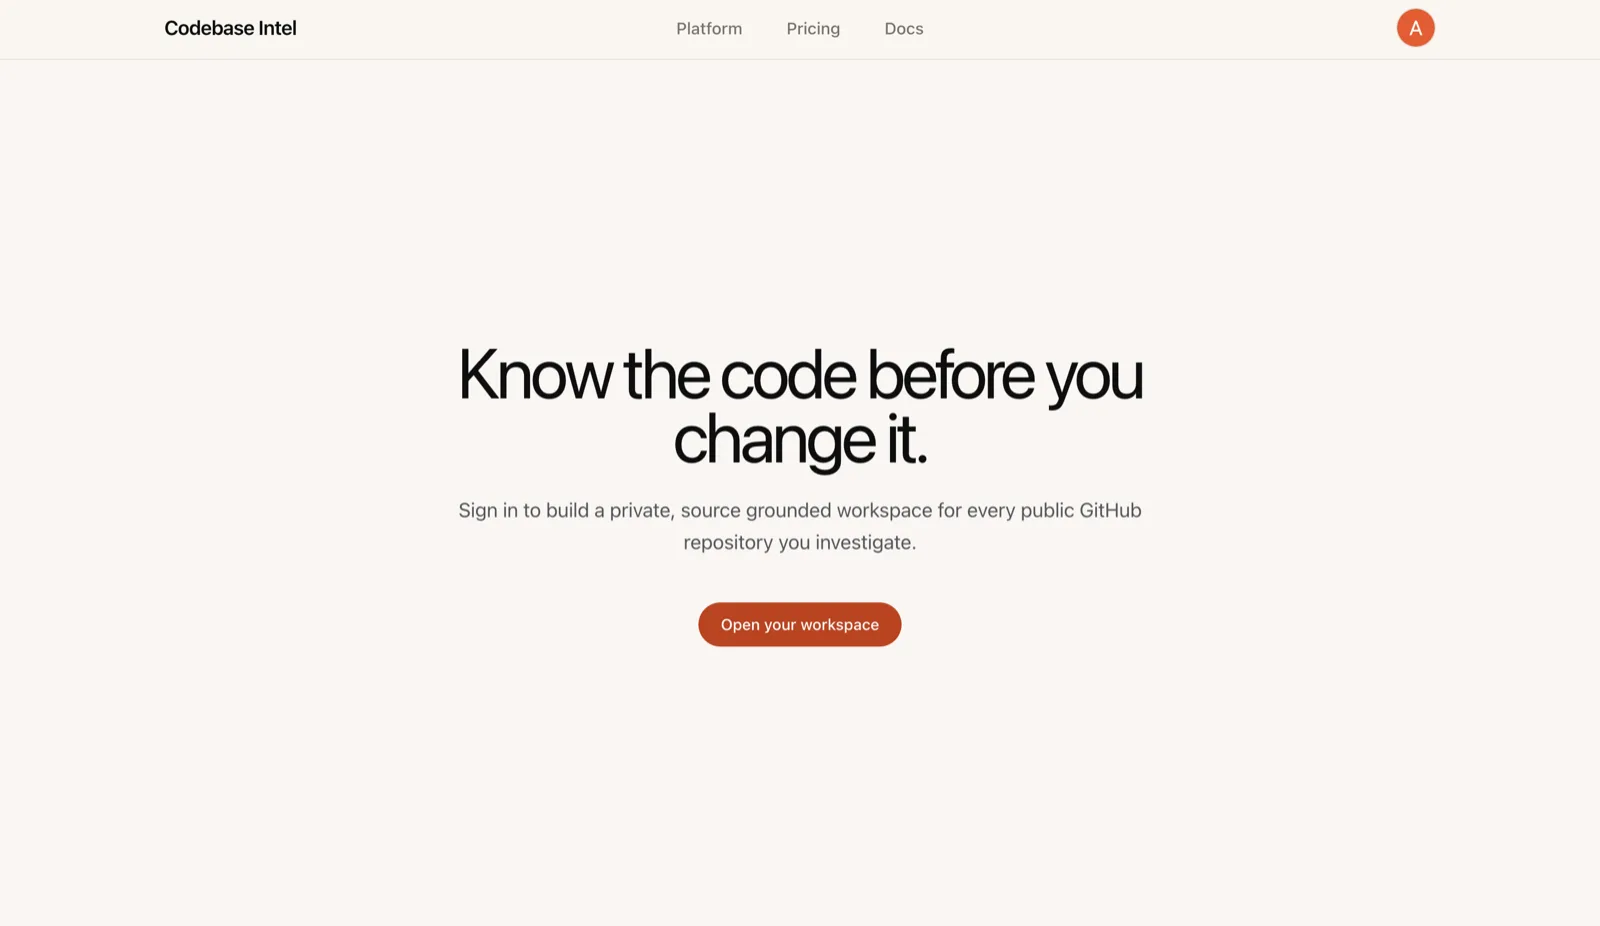 Codebase Intel
Platform
Pricing
Docs
A
Know the code before you
change it.
Sign in to build a private, source grounded workspace for every public GitHub
repository you investigate.
Open your workspace